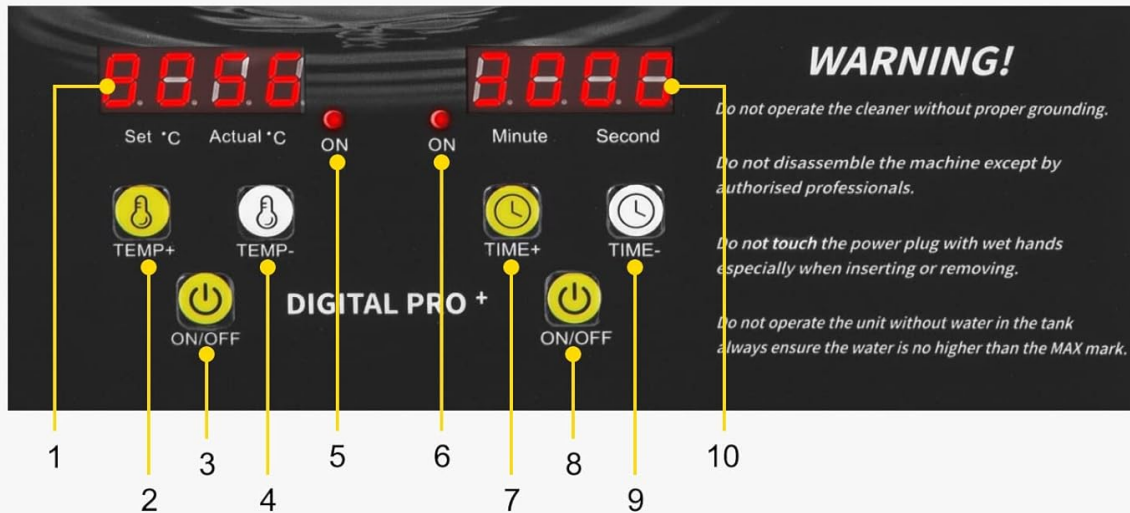 30 56
30 00
WARNING!
Do not operate the cleaner without proper grounding.
Set °C
Actual °C
ON
ON
Minute
Second
Do not disassemble the machine except by
authorised professionals.
TEMP+
TEMP-
TIME+
TIME-
Do not touch the power plug with wet hands
especially when inserting or removing.
DIGITAL PRO +
ON/OFF
ON/OFF
Do not operate the unit without water in the tank
always ensure the water is no higher than the MAX mark.
1
2
3
4
5
6
7
8
9
10